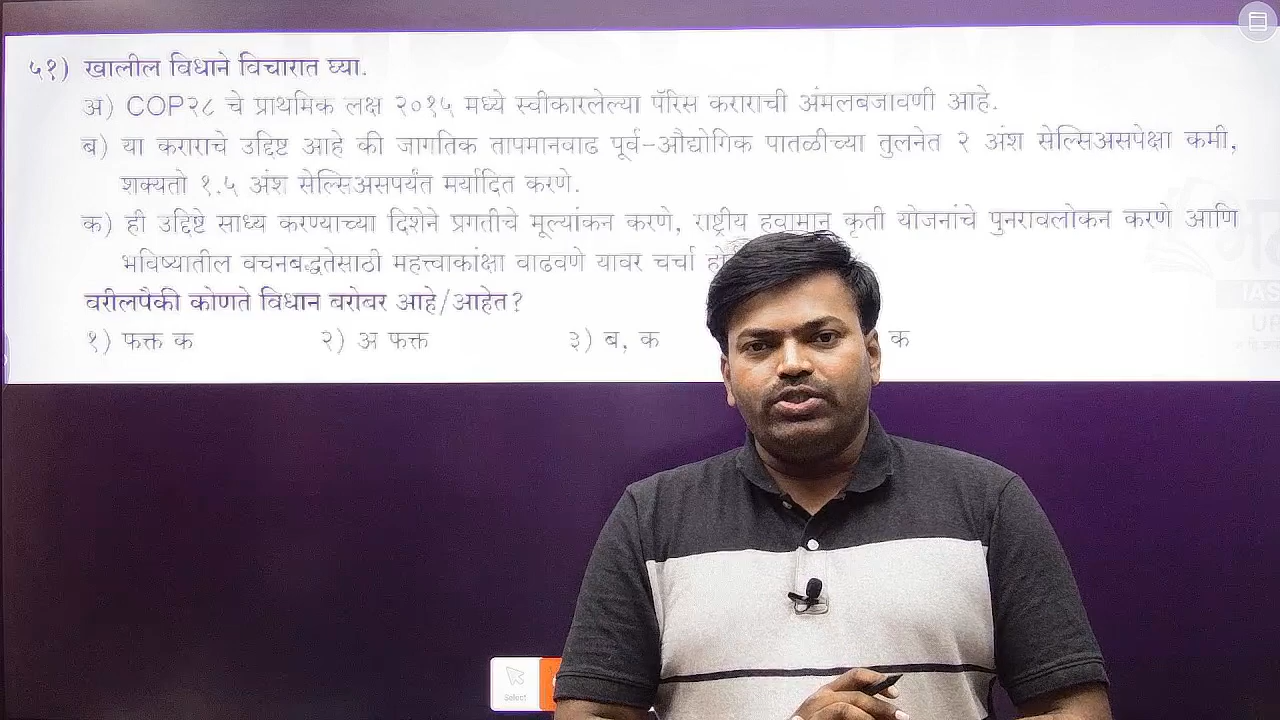 ५१) खालील विधाने विचारात घ्या.
अ) COP२८ चे प्राथमिक लक्ष २०१५ मध्ये स्वीकारलेल्या पॅरिस कराराची अंमलबजावणी आहे.
ब) या कराराचे उद्दिष्ट आहे की जागतिक तापमानवाढ पूर्व-औद्योगिक पातळीच्या तुलनेत २ अंश सेल्सिअसपेक्षा कमी,
शक्यतो १.५ अंश सेल्सिअसपर्यंत मर्यादित करणे.
क) ही उद्दिष्टे साध्य करण्याच्या दिशेने प्रगतीचे मूल्यांकन करणे, राष्ट्रीय हवामान कृती योजनांचे पुनरावलोकन करणे आणि
भविष्यातील वचनबद्धतेसाठी महत्त्वाकांक्षा वाढवणे यावर चर्चा
वरीलपैकी कोणते विधान बरोबर आहे/आहेत?
१) फक्त क २) अ फक्त ३) ब, क क
IAS
Select